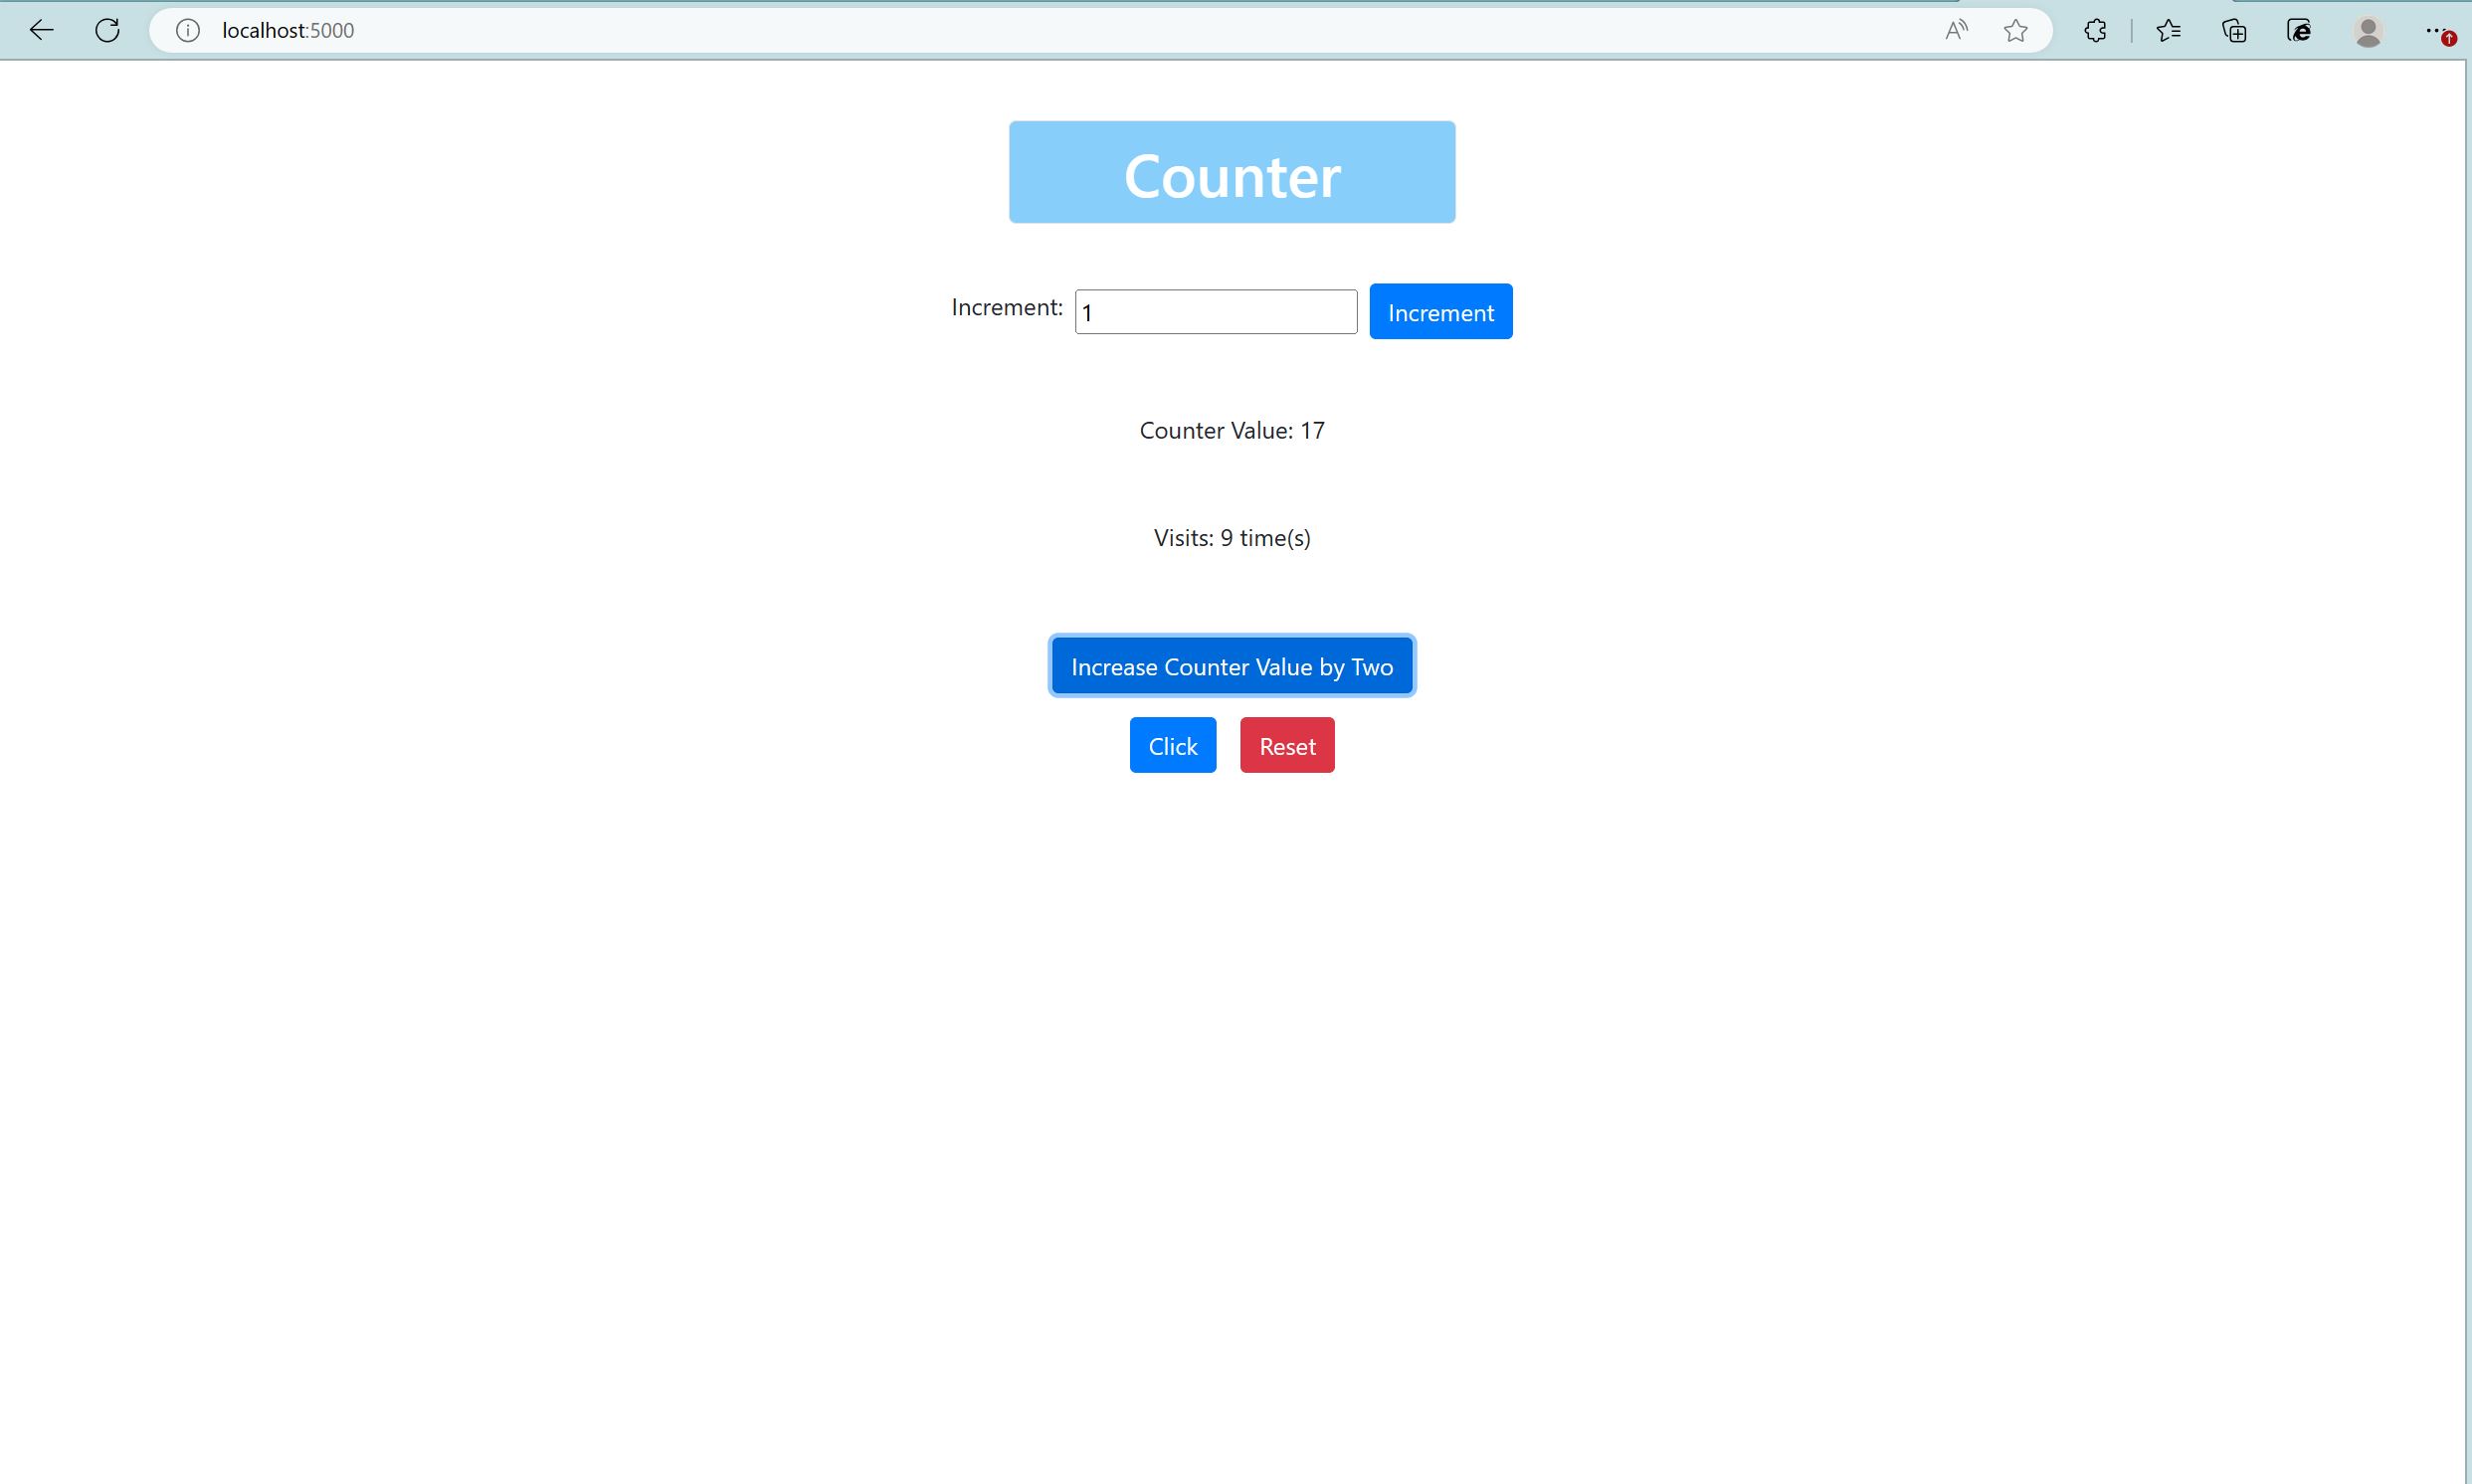 localhost:5000
Counter
Increment: 1 Increment
Counter Value: 17
Visits: 9 time(s)
Increase Counter Value by Two
Click Reset